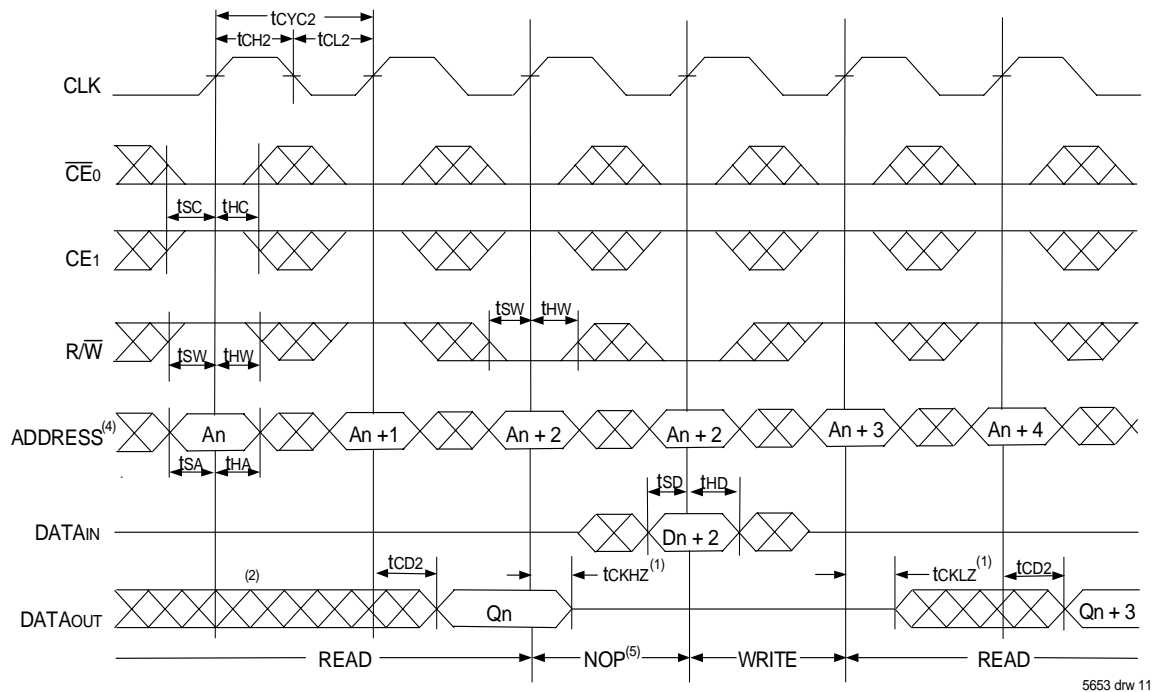 tCYC2
tCH2 tCL2
CLK
CE0
tSC tHC
CE1
tSW tHW
R/W
tSW tHW
ADDRESS(4) An An +1 An + 2 An + 2 An + 3 An + 4
tSA tHA
tSD tHD
DATAIN Dn + 2
tCD2 tCKHZ(1) tCKLZ(1) tCD2
(2)
DATAOUT Qn Qn + 3
READ NOP(5) WRITE READ
5653 drw 11